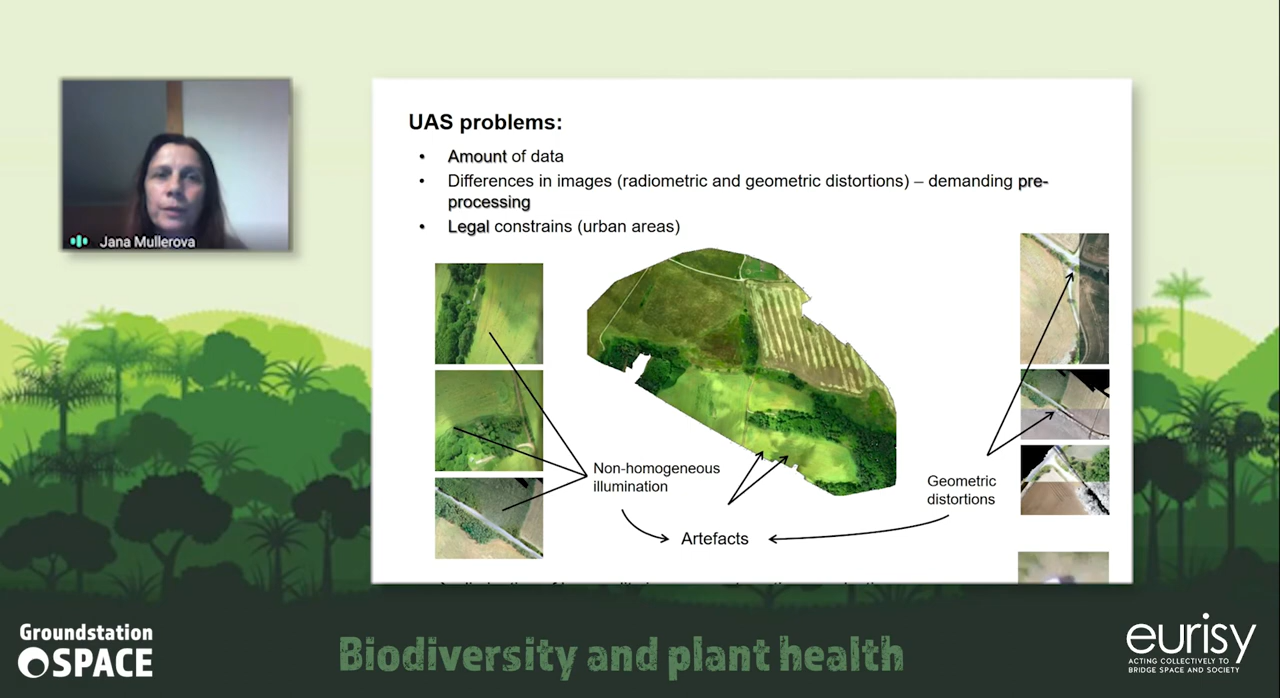 Jana Mullerova
UAS problems:
• Amount of data
• Differences in images (radiometric and geometric distortions) – demanding pre-
processing
• Legal constrains (urban areas)
Non-homogeneous
illumination
Geometric
distortions
Artefacts
Groundstation
SPACE
Biodiversity and plant health
eurisy
ACTING COLLECTIVELY TO
BRIDGE SPACE AND SOCIETY